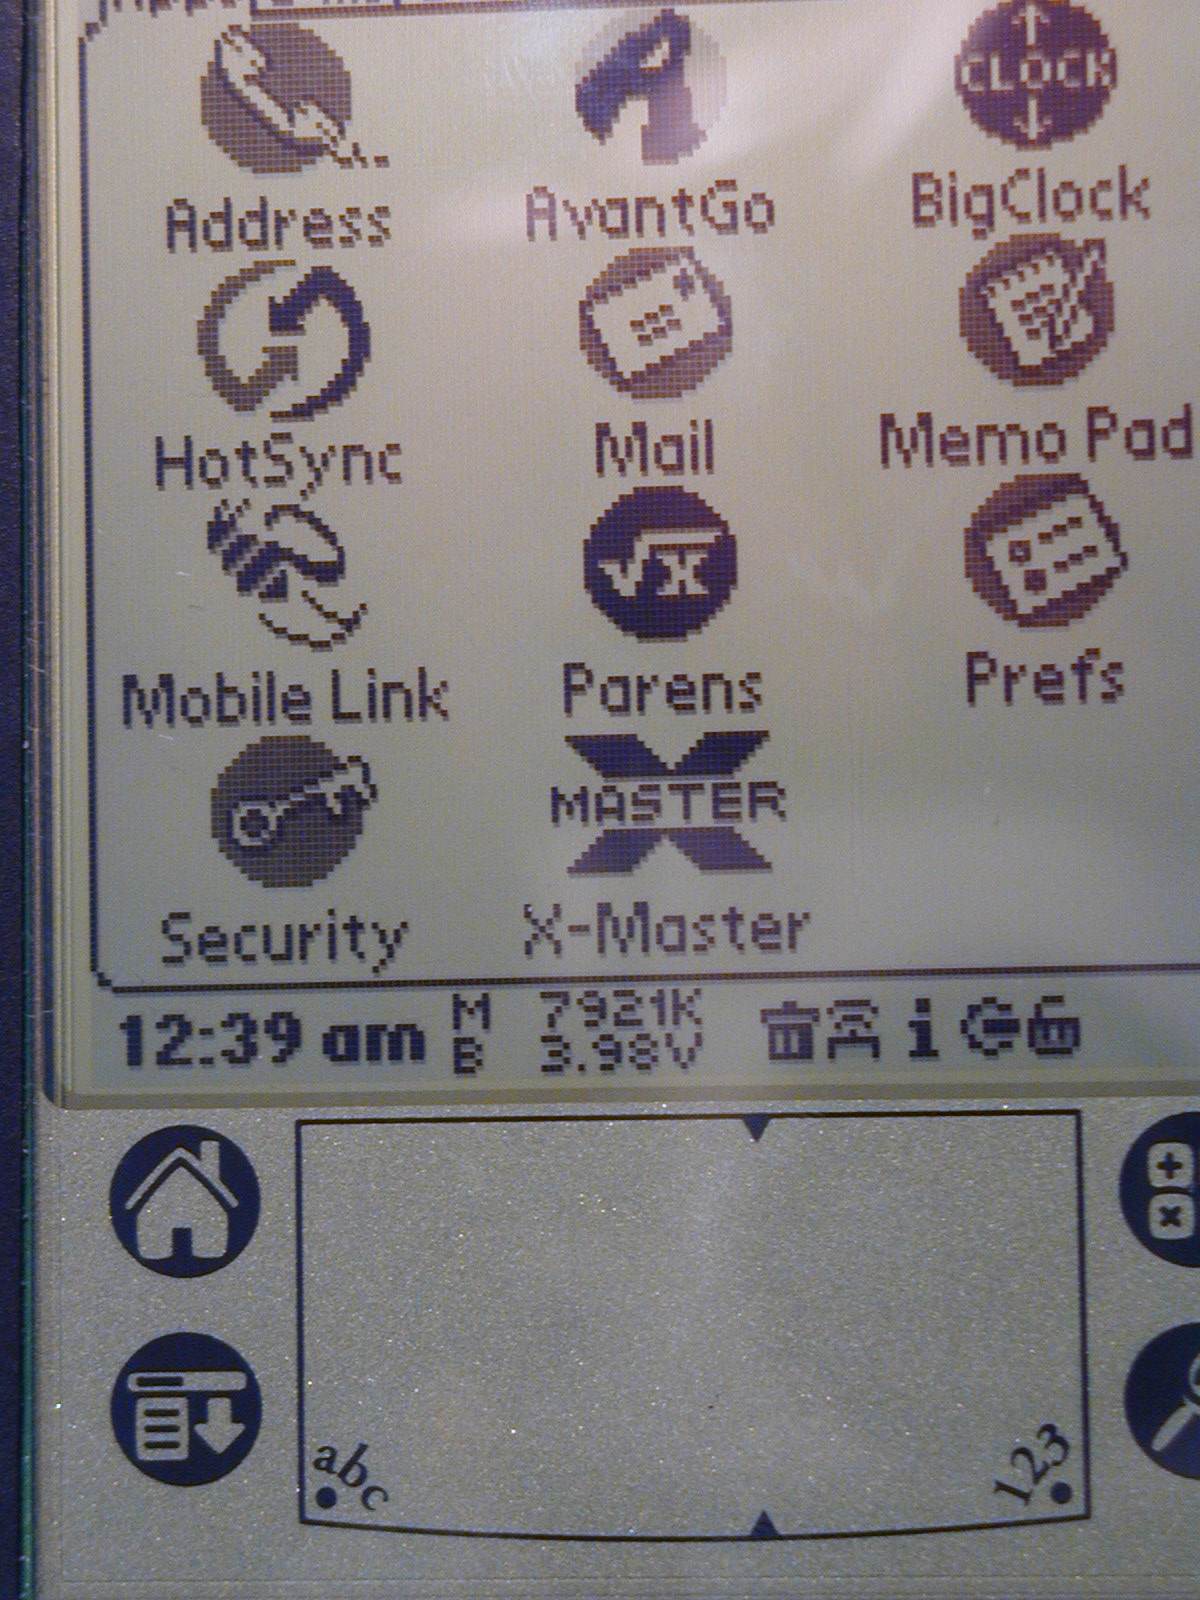 CLOCK
Address AvantGo BigClock
HotSync Mail Memo Pad
√x
Mobile Link Parens Prefs
MASTER
Security X-Master
12:39 am M 7921K
B 3.98V
i
+
x
abc 123